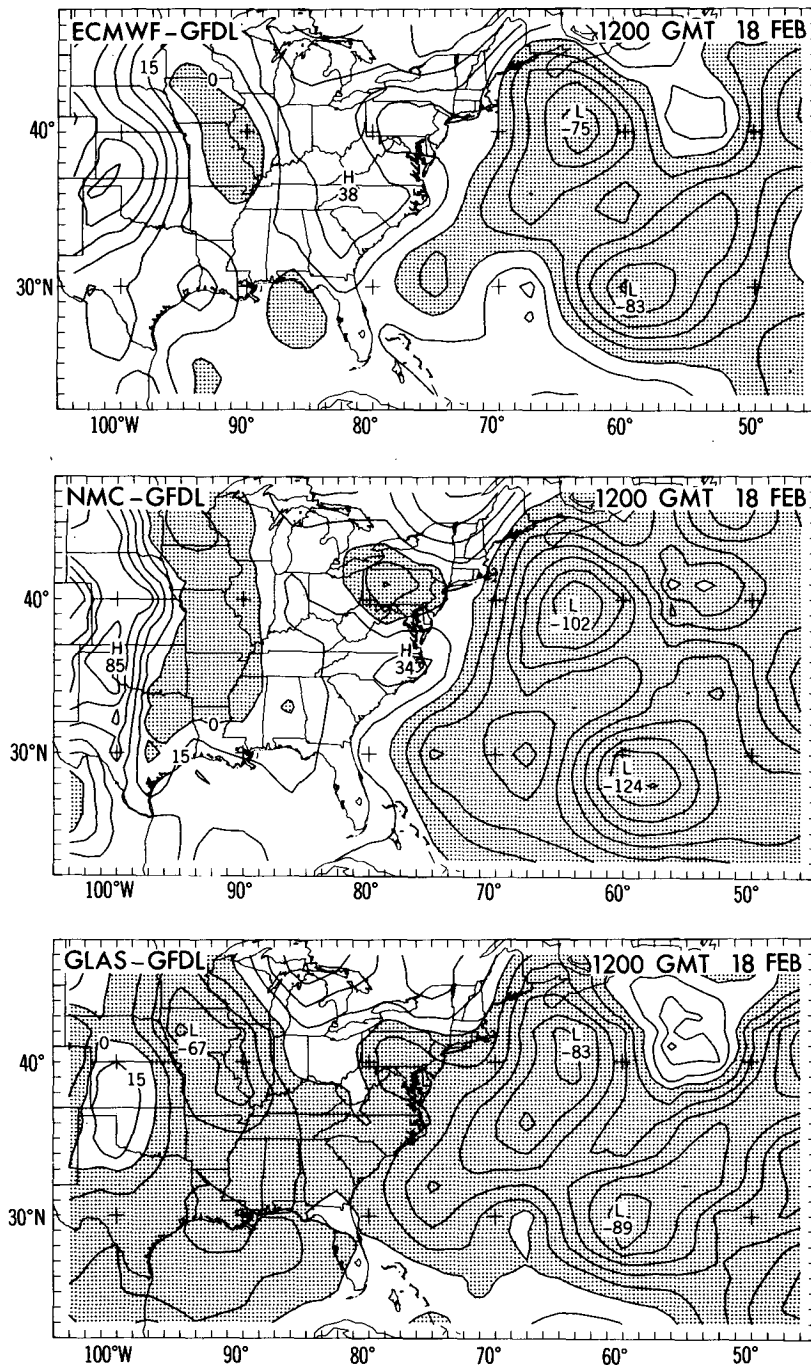 ECMWF-GFDL 1200 GMT 18 FEB
15 0
L
-75
40°
H
38
30°N
L
-83
100°W 90° 80° 70° 60° 50°
NMC-GFDL 1200 GMT 18 FEB
40°
L
-102
H
85
H
34
0
30°N
15
L
-124
100°W 90° 80° 70° 60° 50°
GLAS-GFDL 1200 GMT 18 FEB
0
L
-67
L
-83
40°
15
30°N
L
-89
100°W 90° 80° 70° 60° 50°